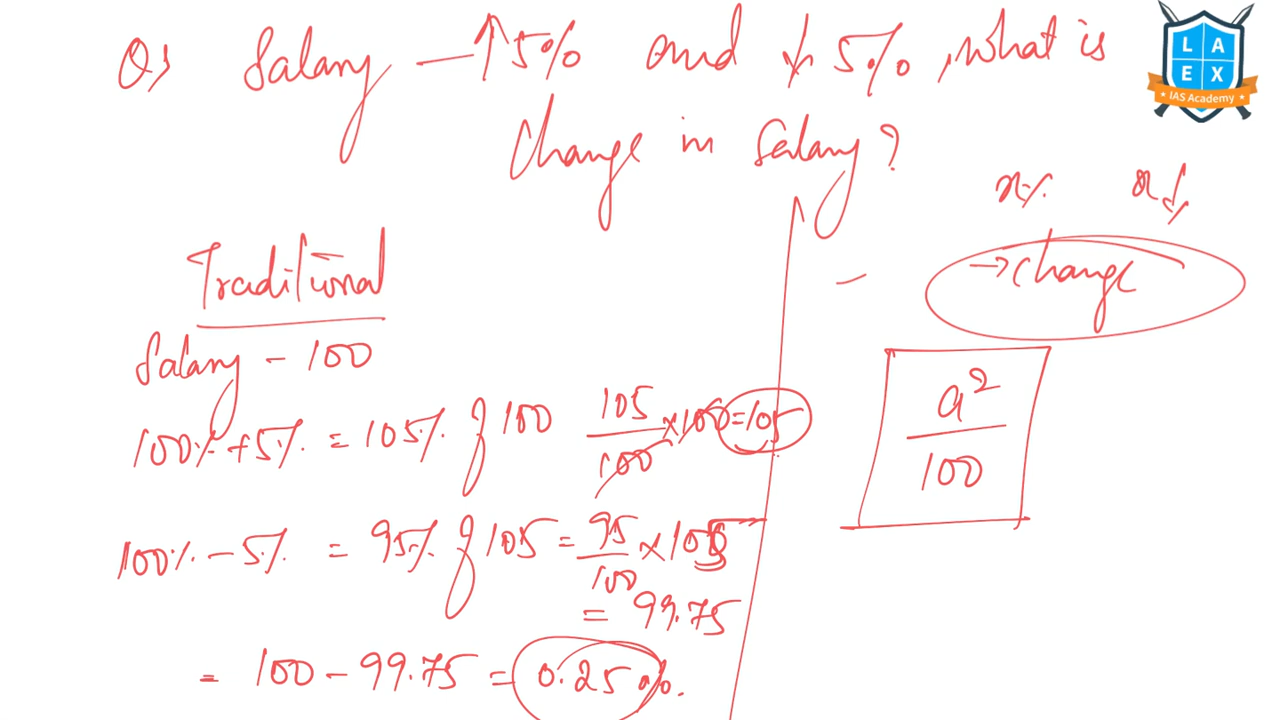 Q) Salary - ↑5% and ↓ 5%, what is
Change in Salary?
LA
EX
IAS Academy
x% x↓
→ change
Traditional
Salary - 100
a²
100
100% + 5% = 105% of 100 105/100 × 100 = 105
100% - 5% = 95% of 105 = 95/100 × 105
= 99.75
= 100 - 99.75 = 0.25%.